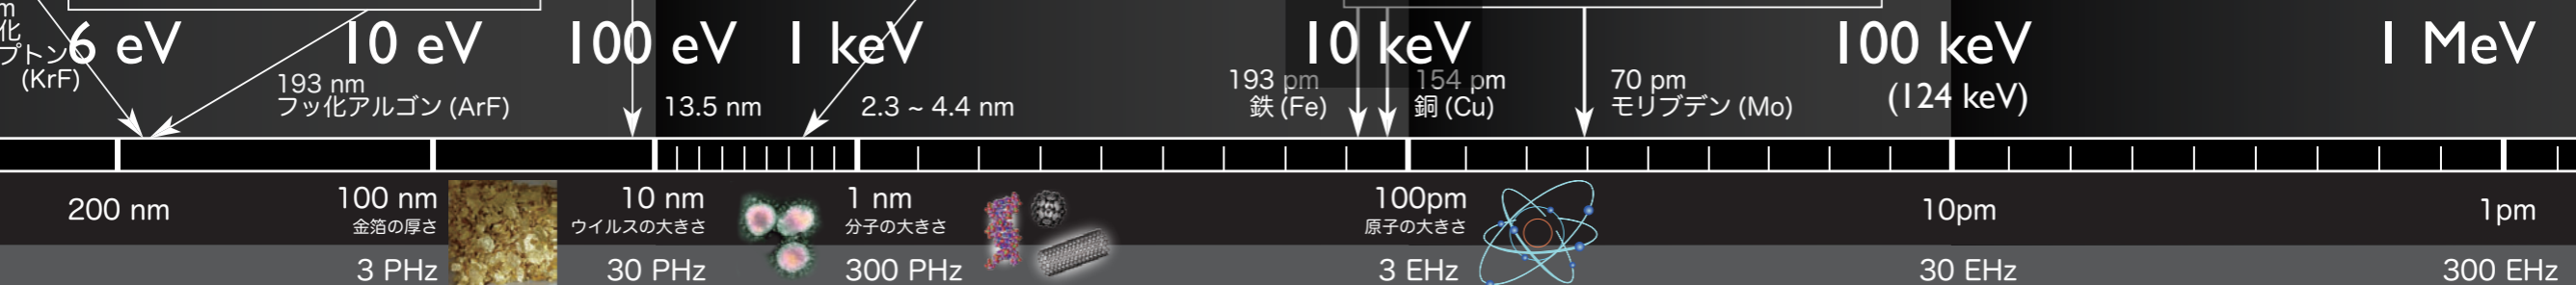 m
化
プトン
(KrF)
6 eV
10 eV
100 eV
1 keV
10 keV
100 keV
(124 keV)
1 MeV
193 nm
フッ化アルゴン (ArF)
13.5 nm
2.3 ~ 4.4 nm
193 pm
鉄 (Fe)
154 pm
銅 (Cu)
70 pm
モリブデン (Mo)
200 nm
100 nm
金箔の厚さ
10 nm
ウイルスの大きさ
1 nm
分子の大きさ
100pm
原子の大きさ
10pm
1pm
3 PHz
30 PHz
300 PHz
3 EHz
30 EHz
300 EHz